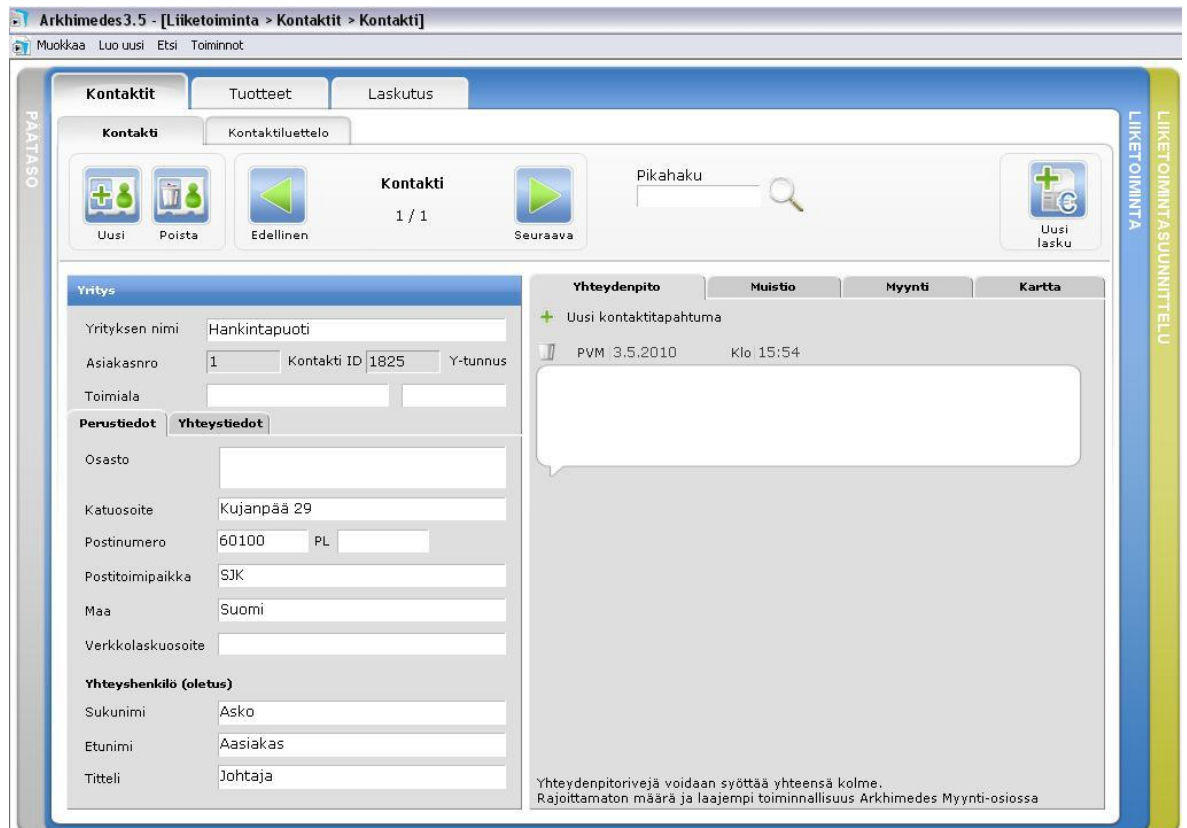 Arkhimedes3.5 - [Liiketoiminta > Kontaktit > Kontakti]
Muokkaa Luo uusi Etsi Toiminnot
PÄÄTASO
Kontaktit Tuotteet Laskutus
Kontakti Kontaktiluettelo
Uusi Poista Edellinen
Kontakti
1 / 1
Seuraava
Pikahaku
Uusi
lasku
LIIKETOIMINTA
LIIKETOIMINTASUUNNITTELU
Yritys
Yrityksen nimi Hankintapuoti
Asiakasnro 1 Kontakti ID 1825 Y-tunnus
Toimiala
Perustiedot Yhteystiedot
Osasto
Katuosoite Kujanpää 29
Postinumero 60100 PL
Postitoimipaikka SJK
Maa Suomi
Verkkolaskuosoite
Yhteyshenkilö (oletus)
Sukunimi Asko
Etunimi Aasiakas
Titteli Johtaja
Yhteydenpito Muistio Myynti Kartta
+ Uusi kontaktitapahtuma
PVM 3.5.2010 Klo 15:54
Yhteydenpitorivejä voidaan syöttää yhteensä kolme.
Rajoittamaton määrä ja laajempi toiminnallisuus Arkhimedes Myynti-osiossa